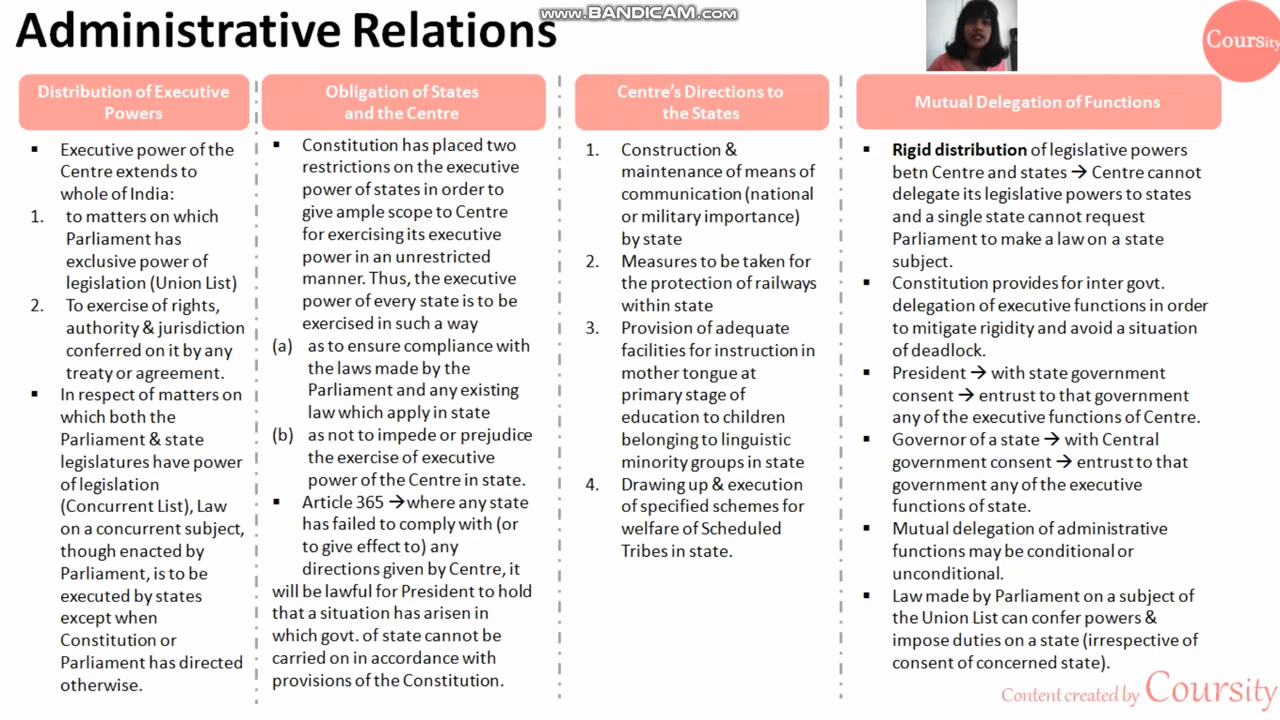 www.BANDICAM.com
Administrative Relations
Coursity
Distribution of Executive
Powers
▪ Executive power of the
Centre extends to
whole of India:
1. to matters on which
Parliament has
exclusive power of
legislation (Union List)
2. To exercise of rights,
authority & jurisdiction
conferred on it by any
treaty or agreement.
▪ In respect of matters on
which both the
Parliament & state
legislatures have power
of legislation
(Concurrent List), Law
on a concurrent subject,
though enacted by
Parliament, is to be
executed by states
except when
Constitution or
Parliament has directed
otherwise.
Obligation of States
and the Centre
▪ Constitution has placed two
restrictions on the executive
power of states in order to
give ample scope to Centre
for exercising its executive
power in an unrestricted
manner. Thus, the executive
power of every state is to be
exercised in such a way
(a) as to ensure compliance with
the laws made by the
Parliament and any existing
law which apply in state
(b) as not to impede or prejudice
the exercise of executive
power of the Centre in state.
▪ Article 365 → where any state
has failed to comply with (or
to give effect to) any
directions given by Centre, it
will be lawful for President to hold
that a situation has arisen in
which govt. of state cannot be
carried on in accordance with
provisions of the Constitution.
Centre's Directions to
the States
1. Construction &
maintenance of means of
communication (national
or military importance)
by state
2. Measures to be taken for
the protection of railways
within state
3. Provision of adequate
facilities for instruction in
mother tongue at
primary stage of
education to children
belonging to linguistic
minority groups in state
4. Drawing up & execution
of specified schemes for
welfare of Scheduled
Tribes in state.
Mutual Delegation of Functions
▪ Rigid distribution of legislative powers
betn Centre and states → Centre cannot
delegate its legislative powers to states
and a single state cannot request
Parliament to make a law on a state
subject.
▪ Constitution provides for inter govt.
delegation of executive functions in order
to mitigate rigidity and avoid a situation
of deadlock.
▪ President → with state government
consent → entrust to that government
any of the executive functions of Centre.
▪ Governor of a state → with Central
government consent → entrust to that
government any of the executive
functions of state.
▪ Mutual delegation of administrative
functions may be conditional or
unconditional.
▪ Law made by Parliament on a subject of
the Union List can confer powers &
impose duties on a state (irrespective of
consent of concerned state).
Content created by Coursity